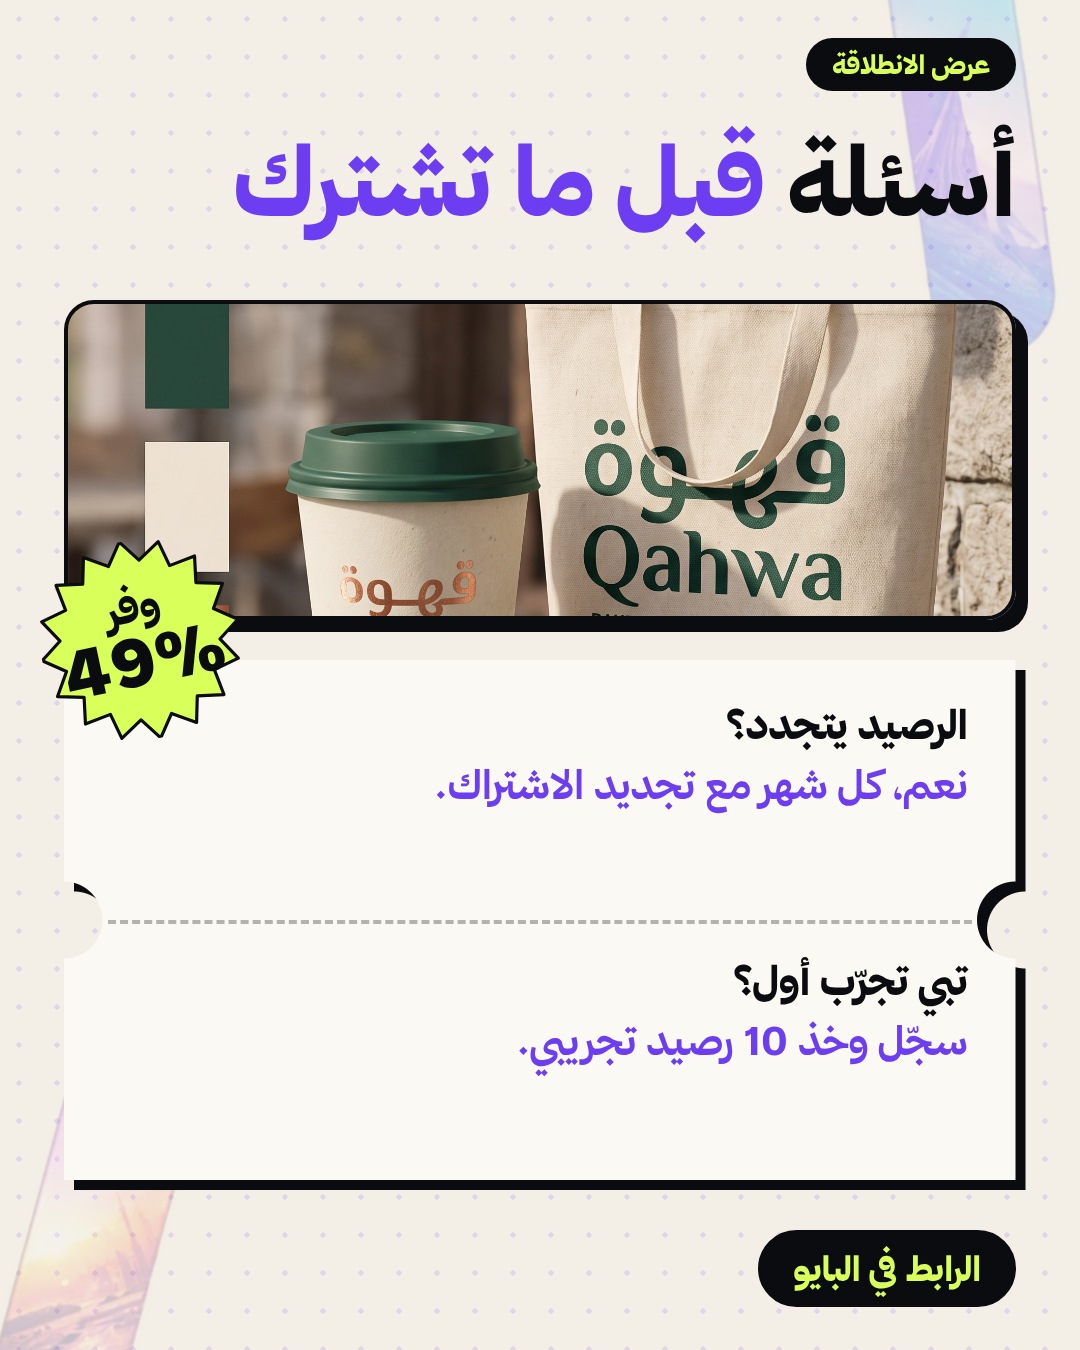 عرض الانطلاقة
أسئلة قبل ما تشترك
قهوة
Qahwa
قهوة
وفر
49%
الرصيد يتجدد؟
نعم، كل شهر مع تجديد الاشتراك.
تبي تجرّب أول؟
سجّل وخذ 10 رصيد تجريبي.
الرابط في البايو